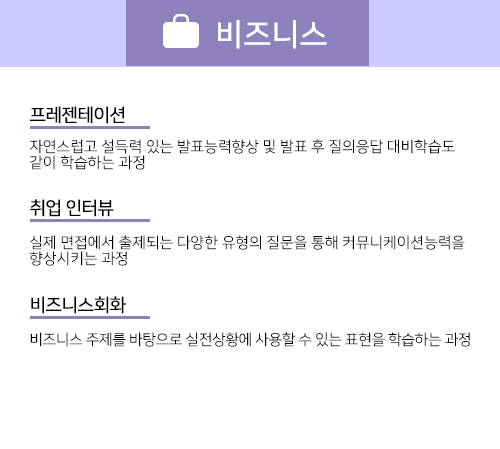 비즈니스
프레젠테이션
자연스럽고 설득력 있는 발표능력향상 및 발표 후 질의응답 대비학습도
같이 학습하는 과정
취업 인터뷰
실제 면접에서 출제되는 다양한 유형의 질문을 통해 커뮤니케이션능력을
향상시키는 과정
비즈니스회화
비즈니스 주제를 바탕으로 실전상황에 사용할 수 있는 표현을 학습하는 과정